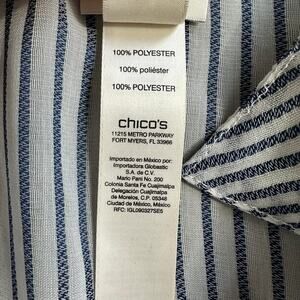 100% POLYESTER
100% poliéster
100% POLYESTER
chico's
11215 METRO PARKWAY
FORT MYERS, FL 33966
Importado en México por:
Importadora Globastic
S.A. de C.V.
Mario Pani No. 200
Colonia Santa Fe Cuajimalpa
Delegación Cuajimalpa
de Morelos, C.P. 05348
Ciudad de México, México
RFC: IGL090327SE5